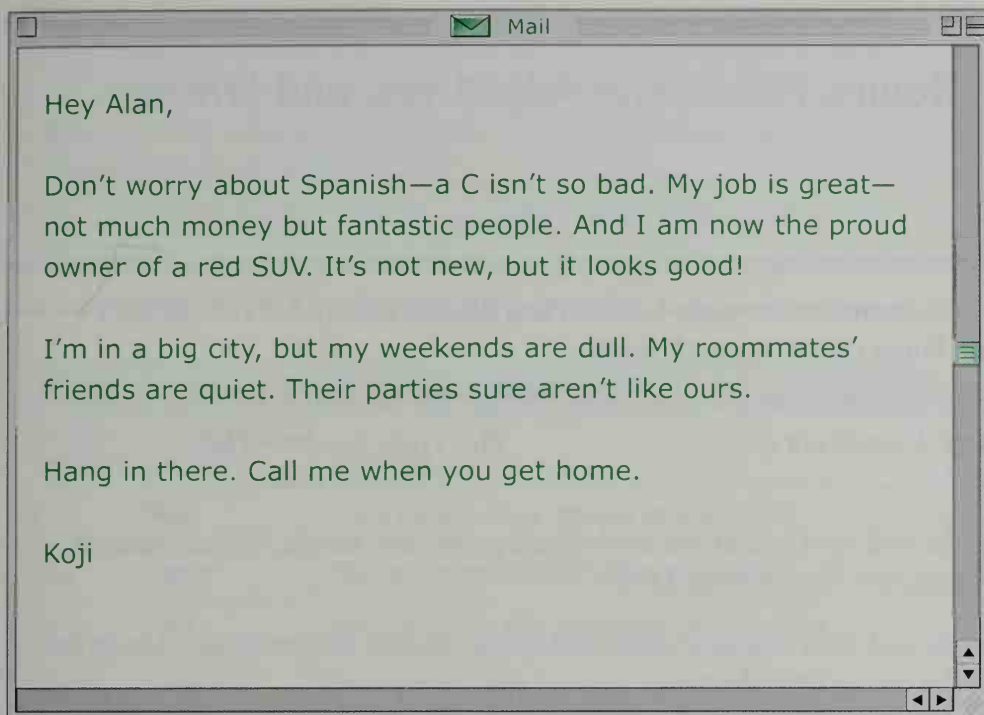 Mail
Hey Alan,
Don't worry about Spanish—a C isn't so bad. My job is great—
not much money but fantastic people. And I am now the proud
owner of a red SUV. It's not new, but it looks good!
I'm in a big city, but my weekends are dull. My roommates'
friends are quiet. Their parties sure aren't like ours.
Hang in there. Call me when you get home.
Koji